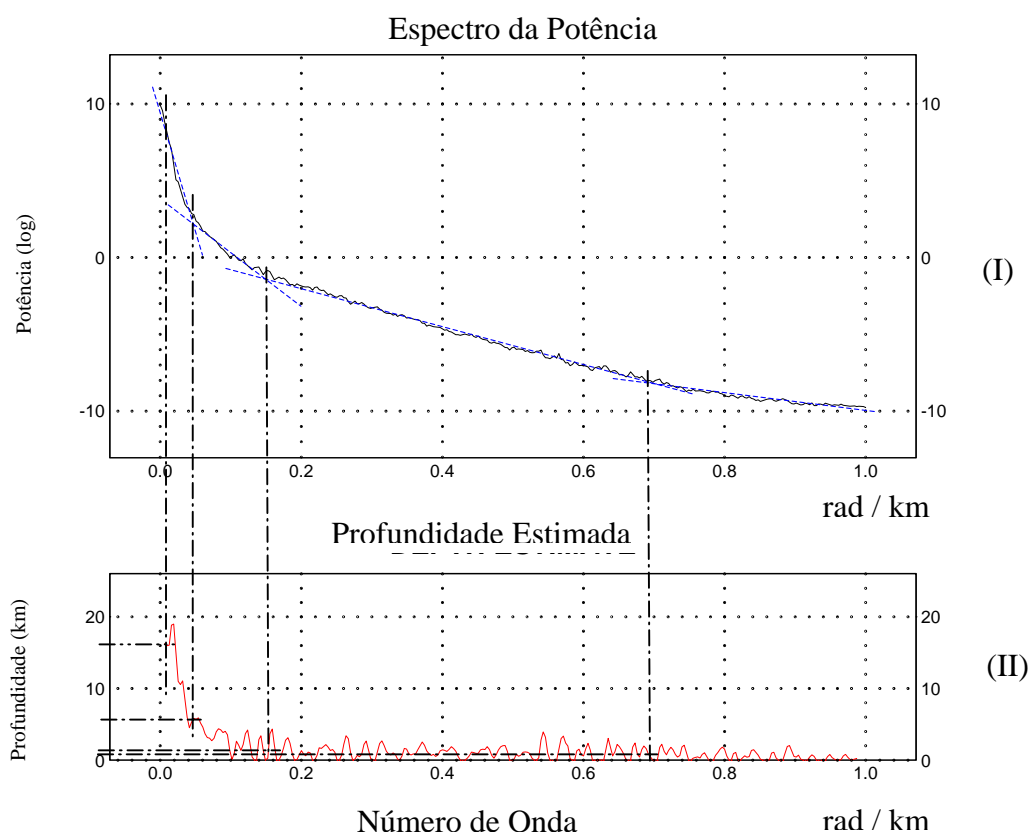 Espectro da Potência
10
10
Potência (log)
0
0
(I)
-10
-10
0.0
0.2
0.4
0.6
0.8
1.0
rad / km
Profundidade Estimada
Profundidade (km)
20
20
10
10
(II)
0
0
0.0
0.2
0.4
0.6
0.8
1.0
Número de Onda
rad / km